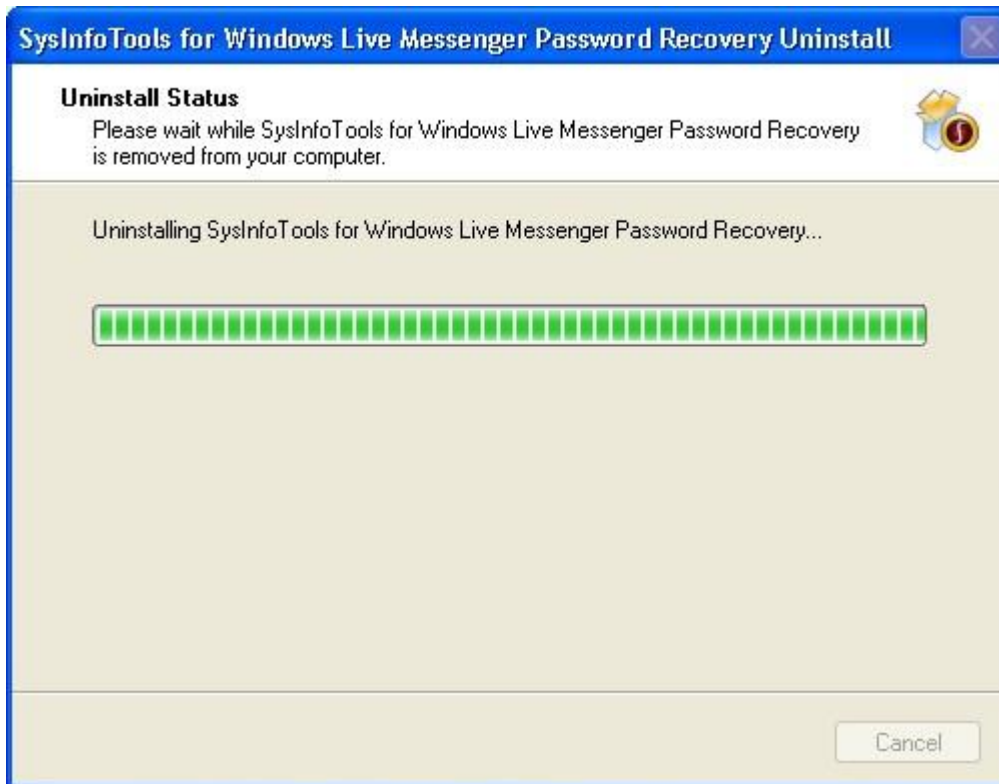 SysInfoTools for Windows Live Messenger Password Recovery Uninstall
Uninstall Status
Please wait while SysInfoTools for Windows Live Messenger Password Recovery
is removed from your computer.
Uninstalling SysInfoTools for Windows Live Messenger Password Recovery...
Cancel